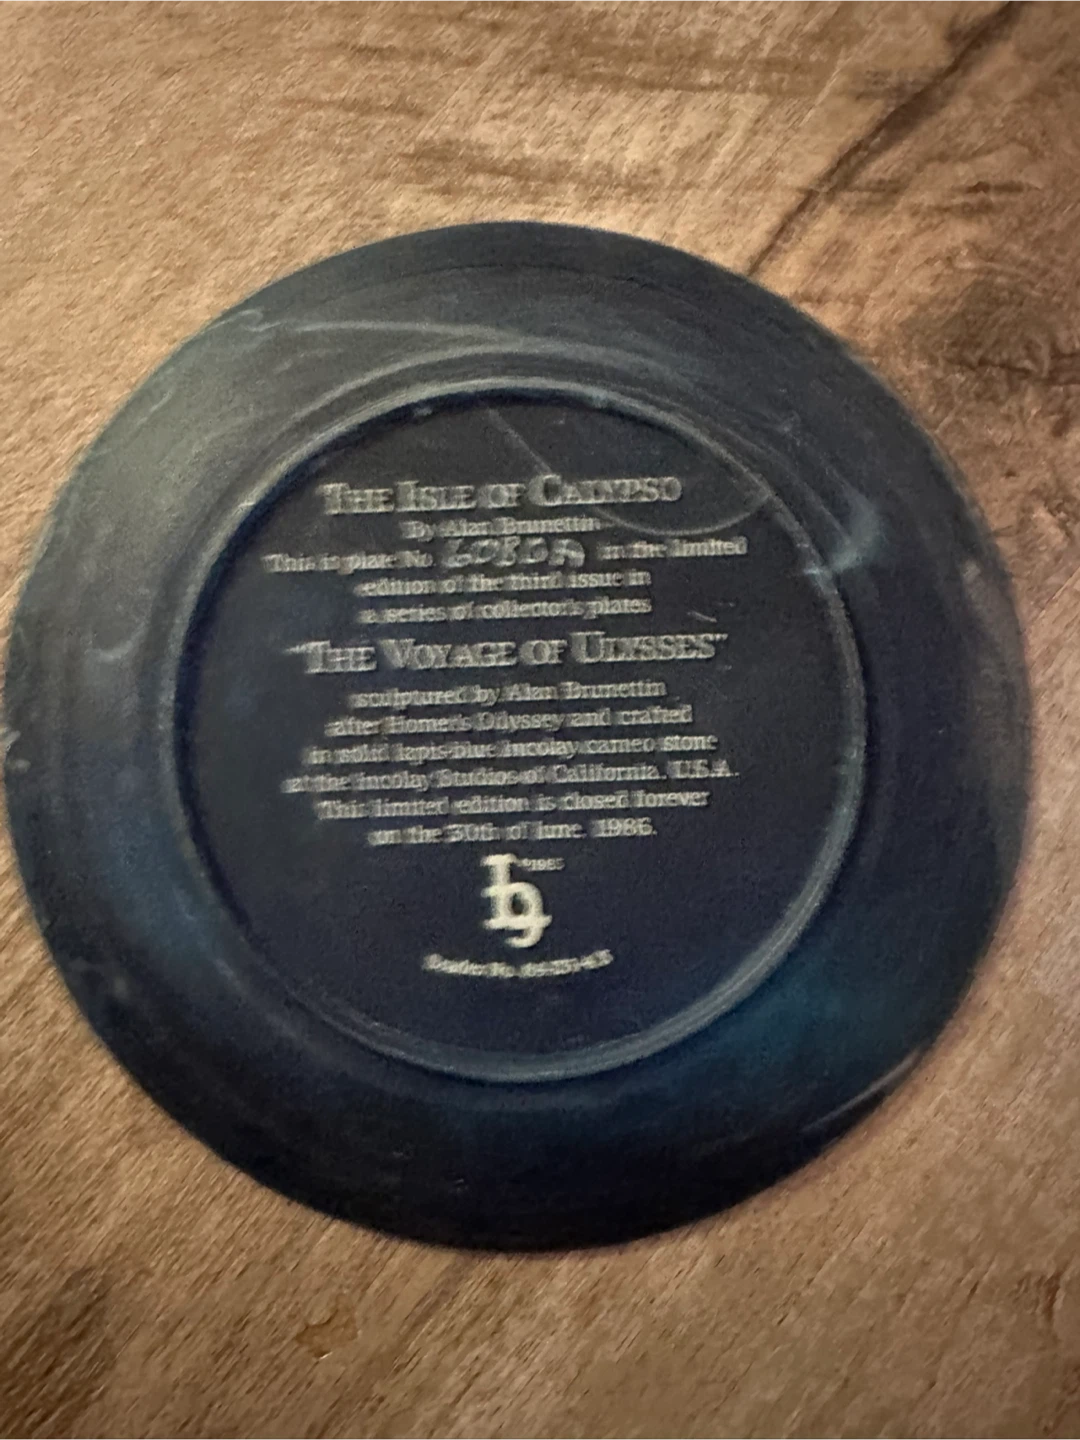 THE ISLE OF CALYPSO
By Alan Brunettin
This is plate No. in the limited
edition of the third issue in
a series of collector's plates
"THE VOYAGE OF ULYSSES"
sculptured by Alan Brunettin
after Homer's Odyssey and crafted
in solid lapis-blue Incolay cameo stone
at the Incolay Studios of California. U.S.A.
This limited edition is closed forever
on the 30th of June, 1986.
©1985